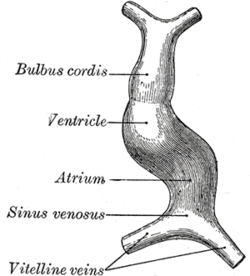 Bulbus cordis
Ventricle
Atrium
Sinus venosus
Vitelline veins